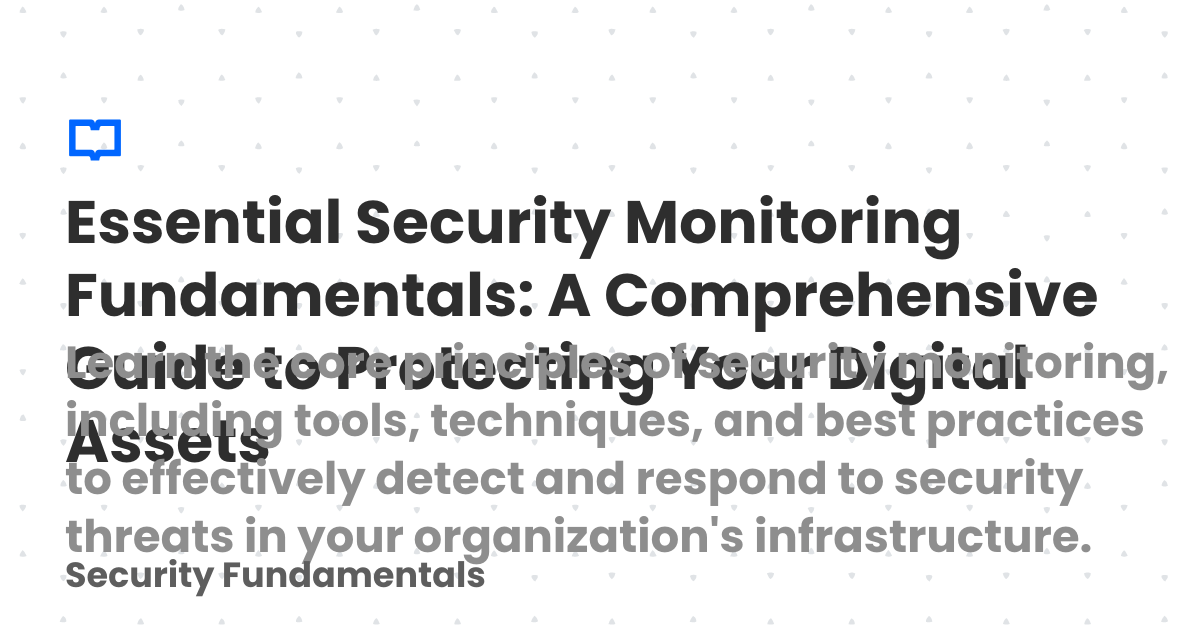 Essential Security Monitoring
Fundamentals: A Comprehensive
Guide to Protecting Your Digital
Assets
Learn the core principles of security monitoring,
including tools, techniques, and best practices
to effectively detect and respond to security
threats in your organization's infrastructure.
Security Fundamentals